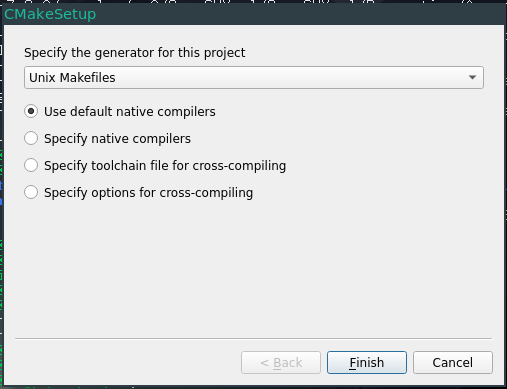 CMakeSetup
Specify the generator for this project
Unix Makefiles
Use default native compilers
Specify native compilers
Specify toolchain file for cross-compiling
Specify options for cross-compiling
< Back
Finish
Cancel